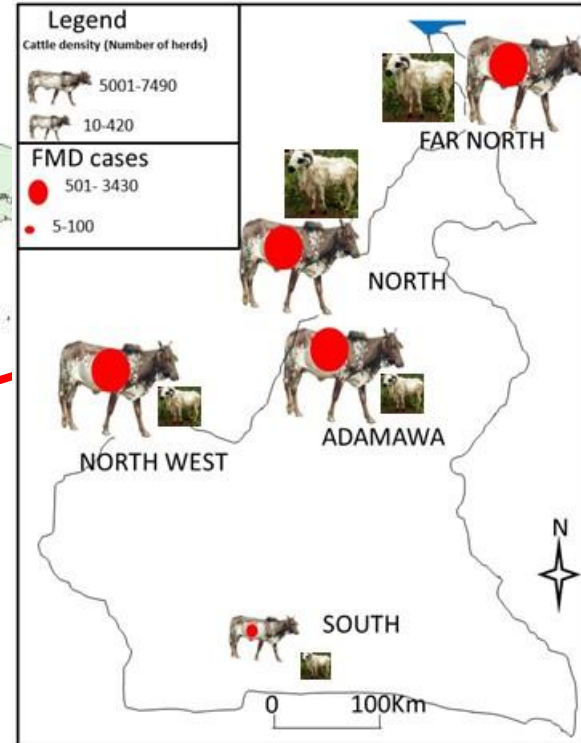 Legend
Cattle density (Number of herds)
5001-7490
10-420
FMD cases
501- 3430
5-100
FAR NORTH
NORTH
ADAMAWA
NORTH WEST
N
SOUTH
0 100Km